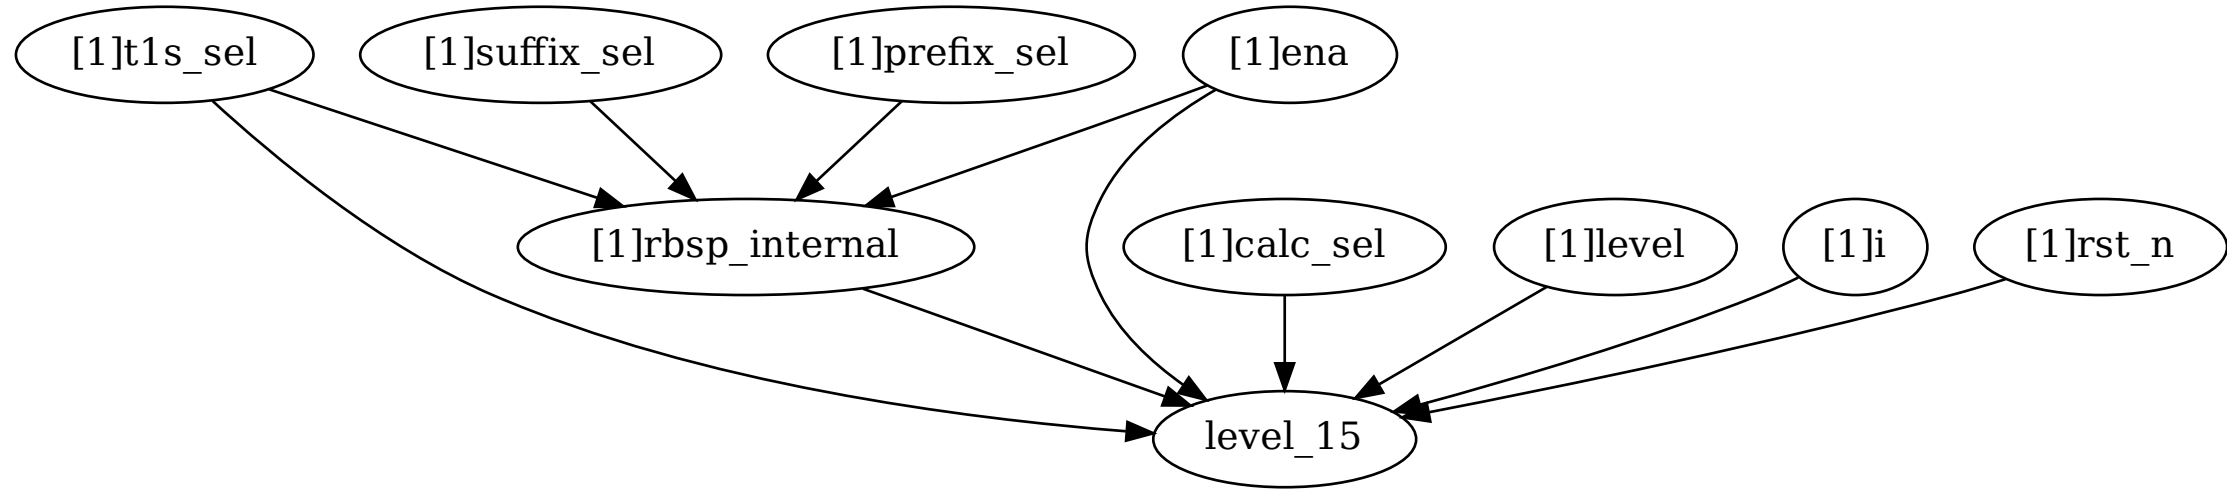 [1]t1s_sel
[1]suffix_sel
[1]prefix_sel
[1]ena
[1]rbsp_internal
[1]calc_sel
[1]level
[1]i
[1]rst_n
level_15